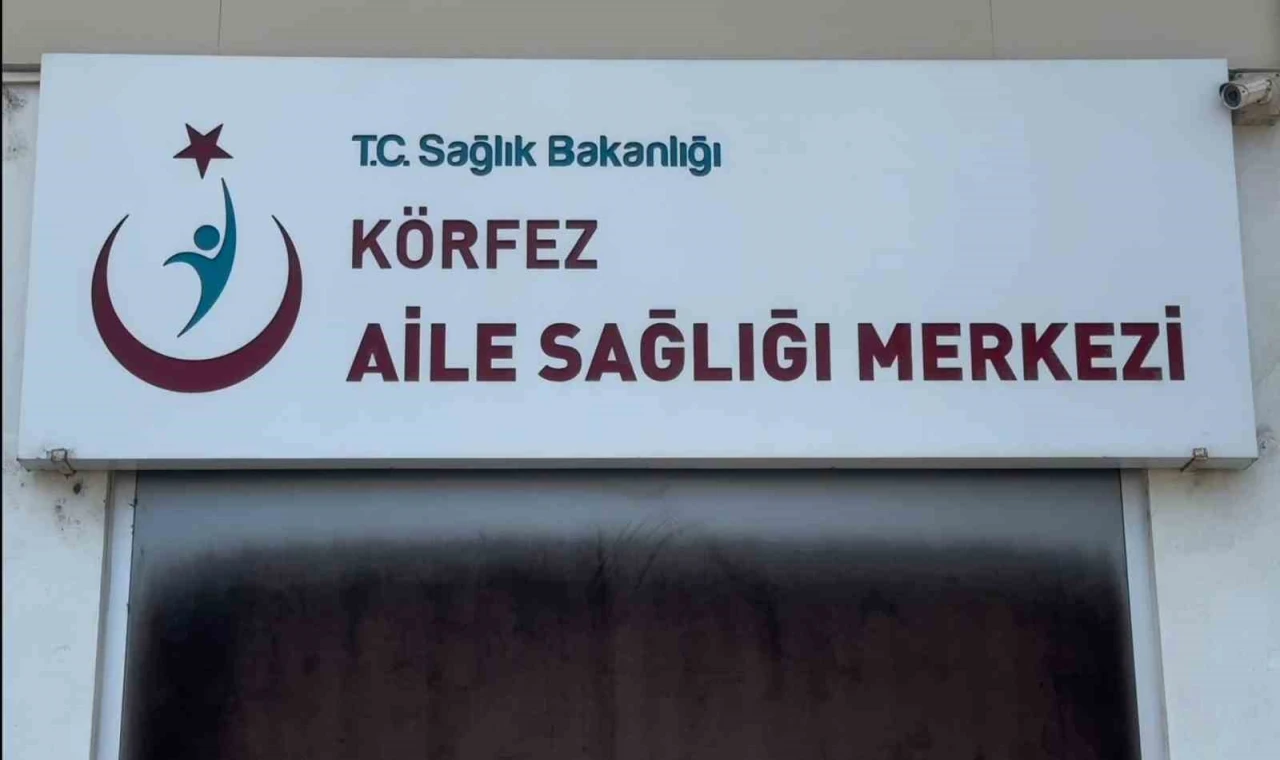 T.C. Sağlık Bakanlığı
KÖRFEZ
AİLE SAĞLIĞI MERKEZİ